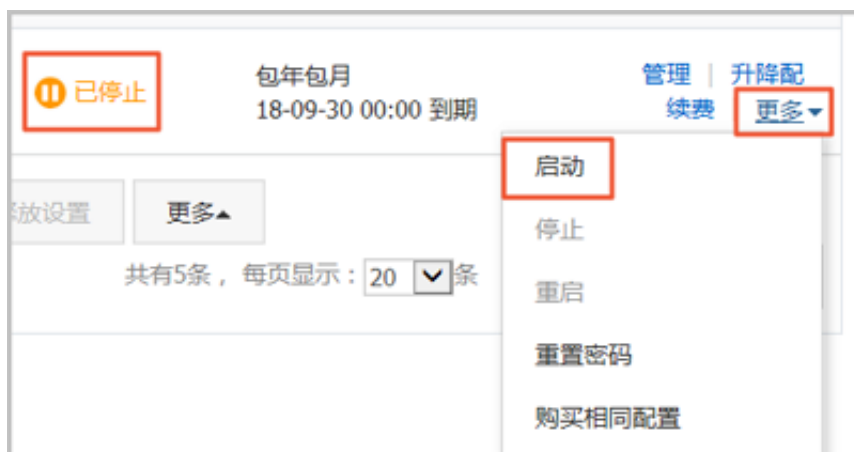 已停止
包年包月
18-09-30 00:00 到期
管理 | 升降配
续费 更多
启动
停止
重启
重置密码
购买相同配置
放设置
更多
共有5条，每页显示：20 条